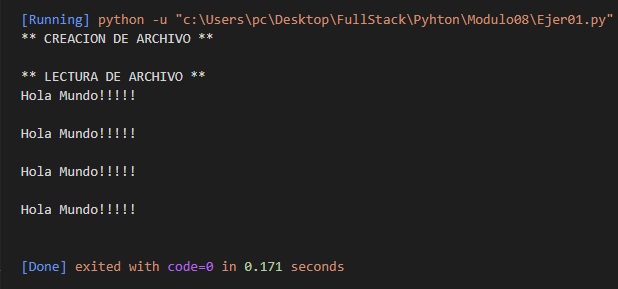 [Running] python -u "c:\Users\pc\Desktop\FullStack\Pyhton\Modulo08\Ejer01.py"
** CREACION DE ARCHIVO **
** LECTURA DE ARCHIVO **
Hola Mundo!!!!!
Hola Mundo!!!!!
Hola Mundo!!!!!
Hola Mundo!!!!!
[Done] exited with code=0 in 0.171 seconds